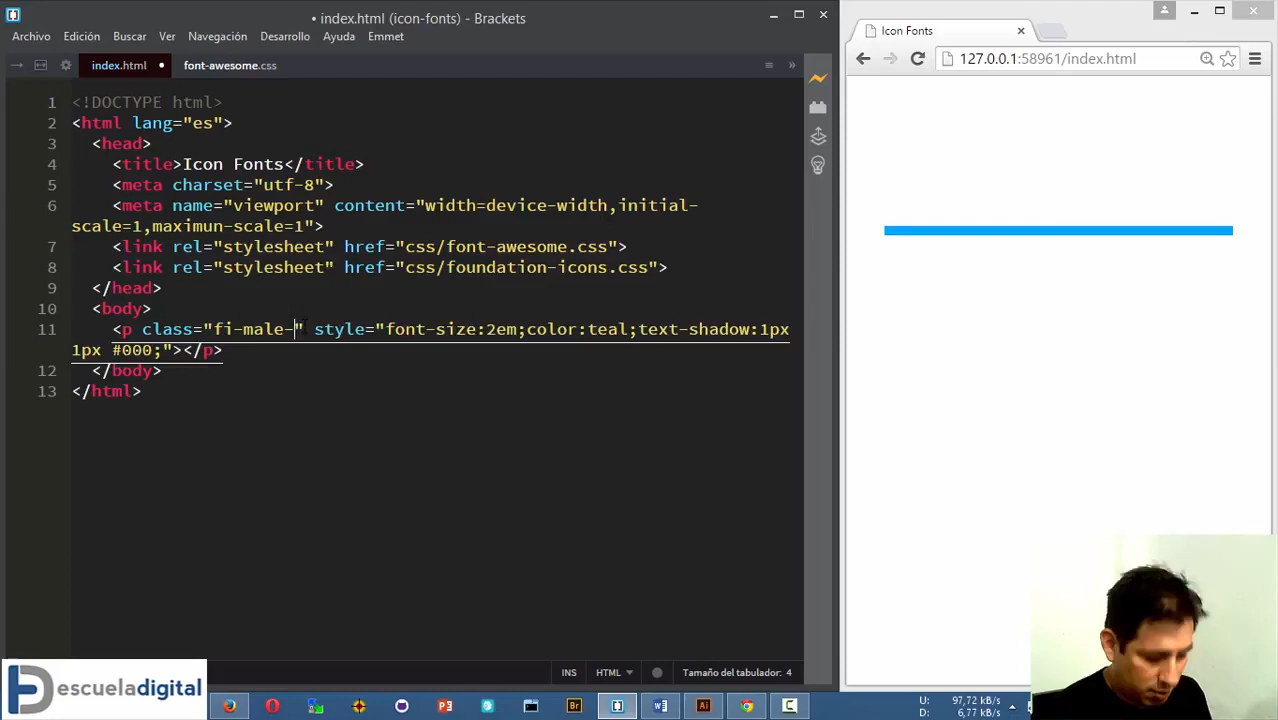 • index.html (icon-fonts) - Brackets
Archivo Edición Buscar Ver Navegación Desarrollo Ayuda Emmet
index.html • font-awesome.css
1 <!DOCTYPE html>
2 <html lang="es">
3 <head>
4 <title>Icon Fonts</title>
5 <meta charset="utf-8">
6 <meta name="viewport" content="width=device-width,initial-
scale=1,maximun-scale=1">
7 <link rel="stylesheet" href="css/font-awesome.css">
8 <link rel="stylesheet" href="css/foundation-icons.css">
9 </head>
10 <body>
11 <p class="fi-male-" style="font-size:2em;color:teal;text-shadow:1px
1px #000;"></p>
12 </body>
13 </html>
INS HTML Tamaño del tabulador: 4
Icon Fonts
127.0.0.1:58961/index.html
escueladigital
U: 97,72 kB/s
D: 6,77 kB/s